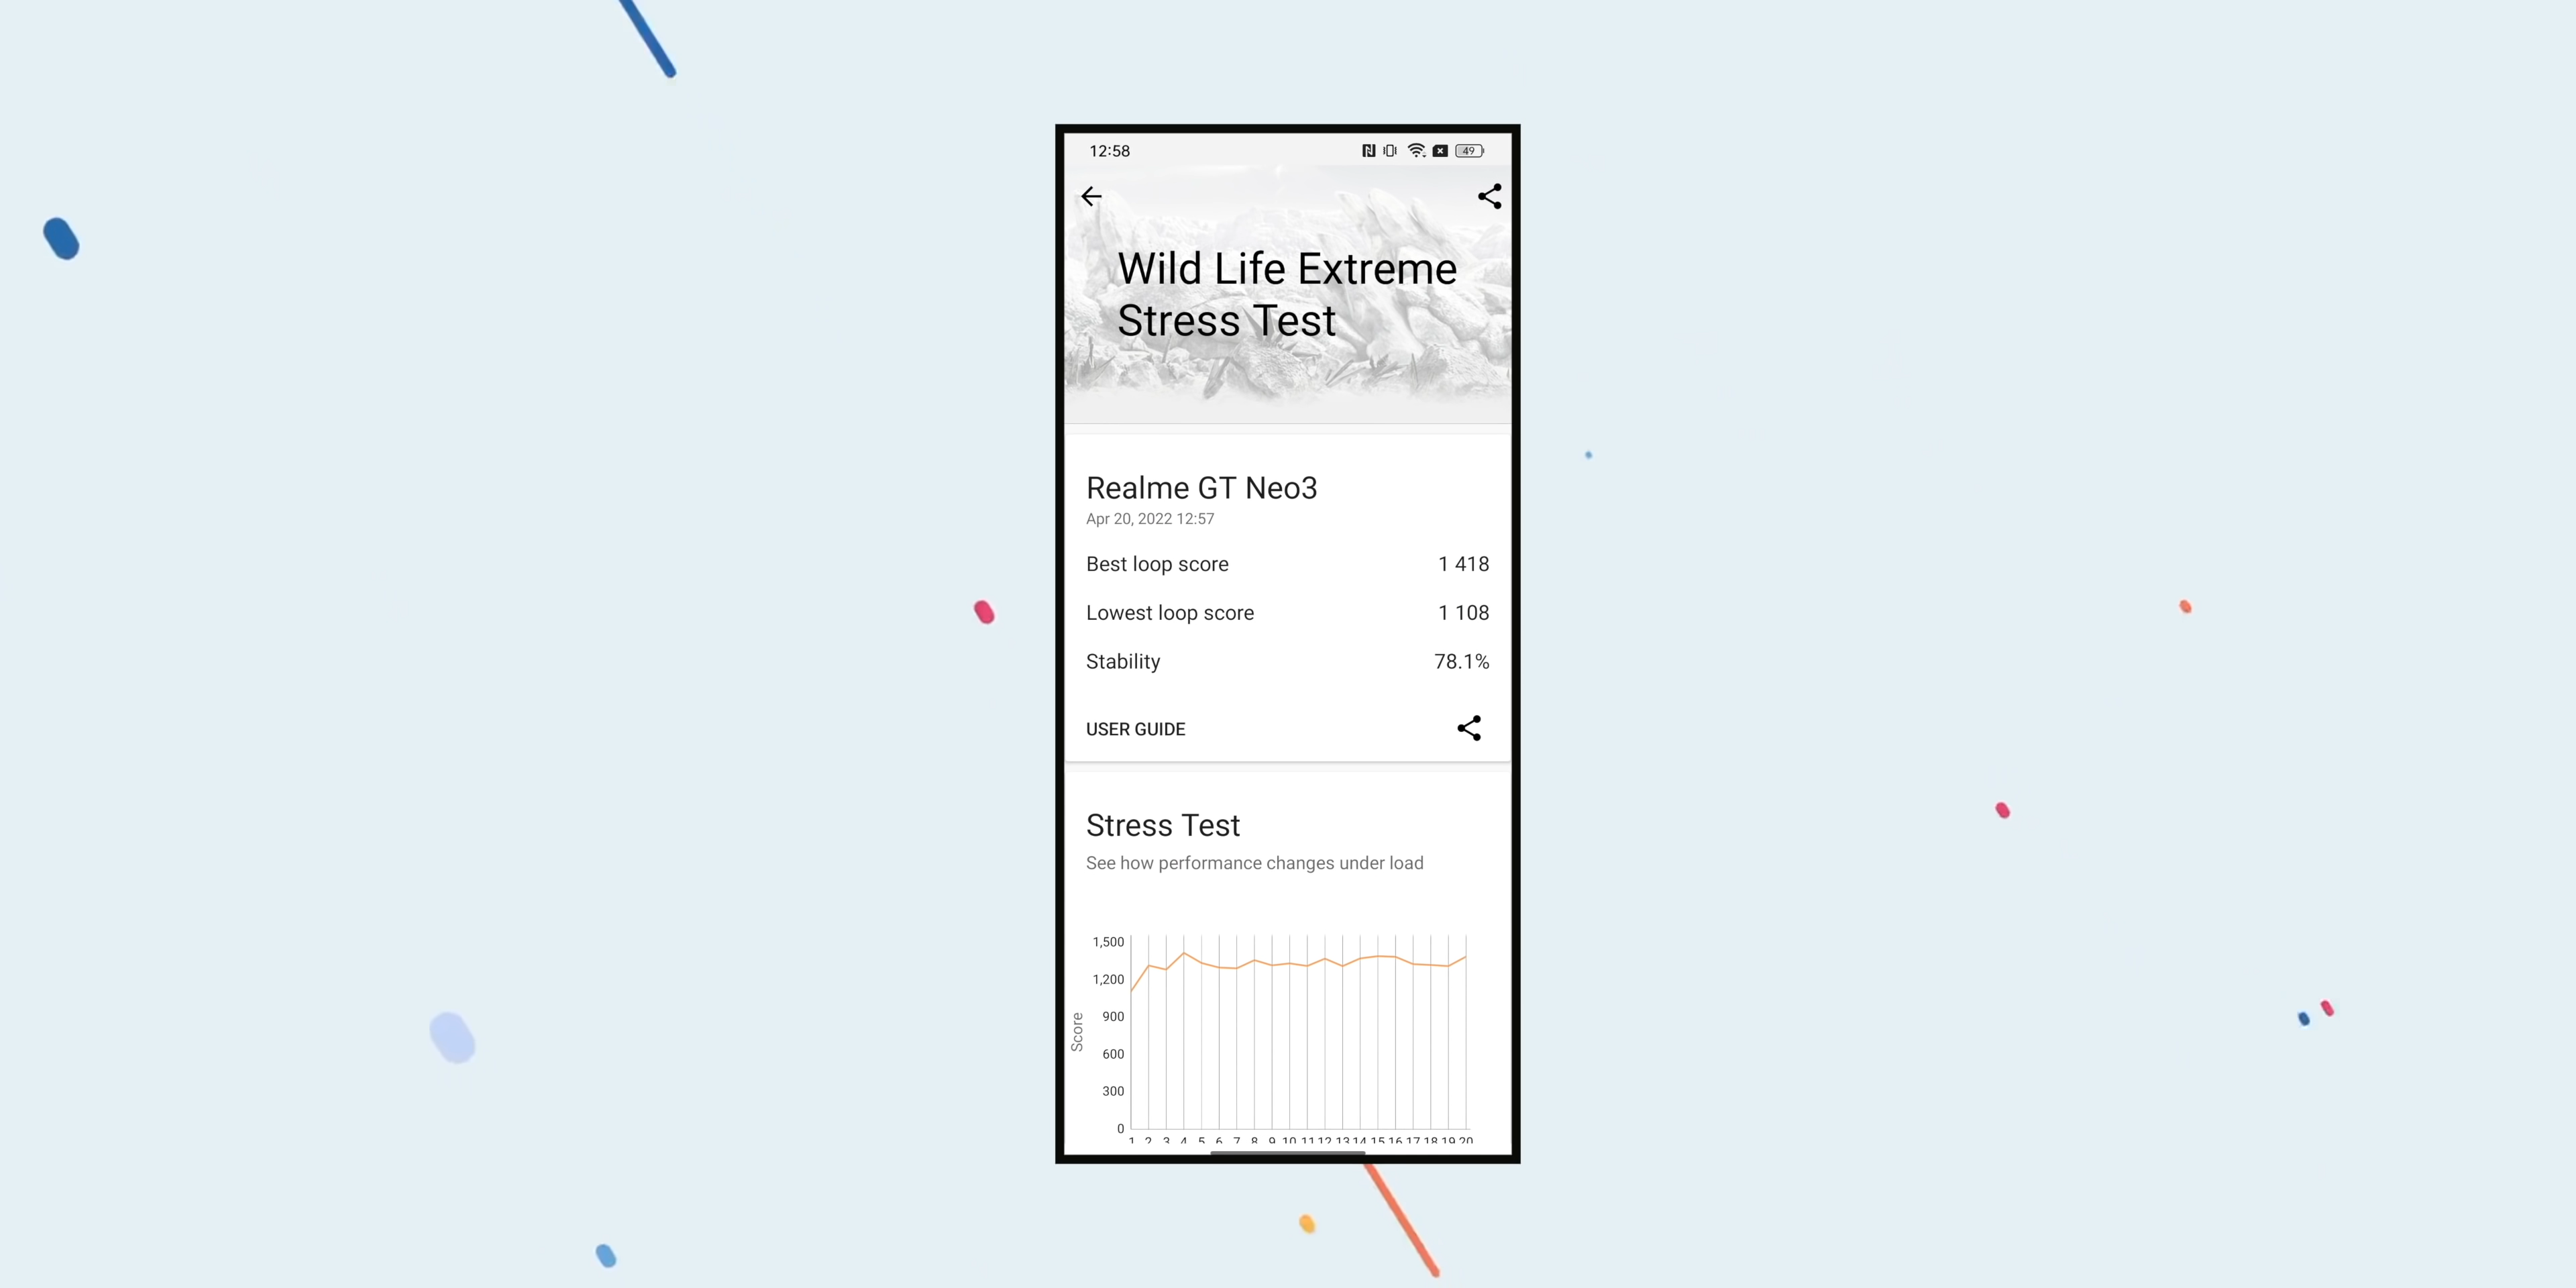 12:58
49
Wild Life Extreme
Stress Test
Realme GT Neo3
Apr 20, 2022 12:57
Best loop score 1 418
Lowest loop score 1 108
Stability 78.1%
USER GUIDE
Stress Test
See how performance changes under load
1,500
1,200
900
600
300
0
Score
1 2 3 4 5 6 7 8 9 10 11 12 13 14 15 16 17 18 19 20